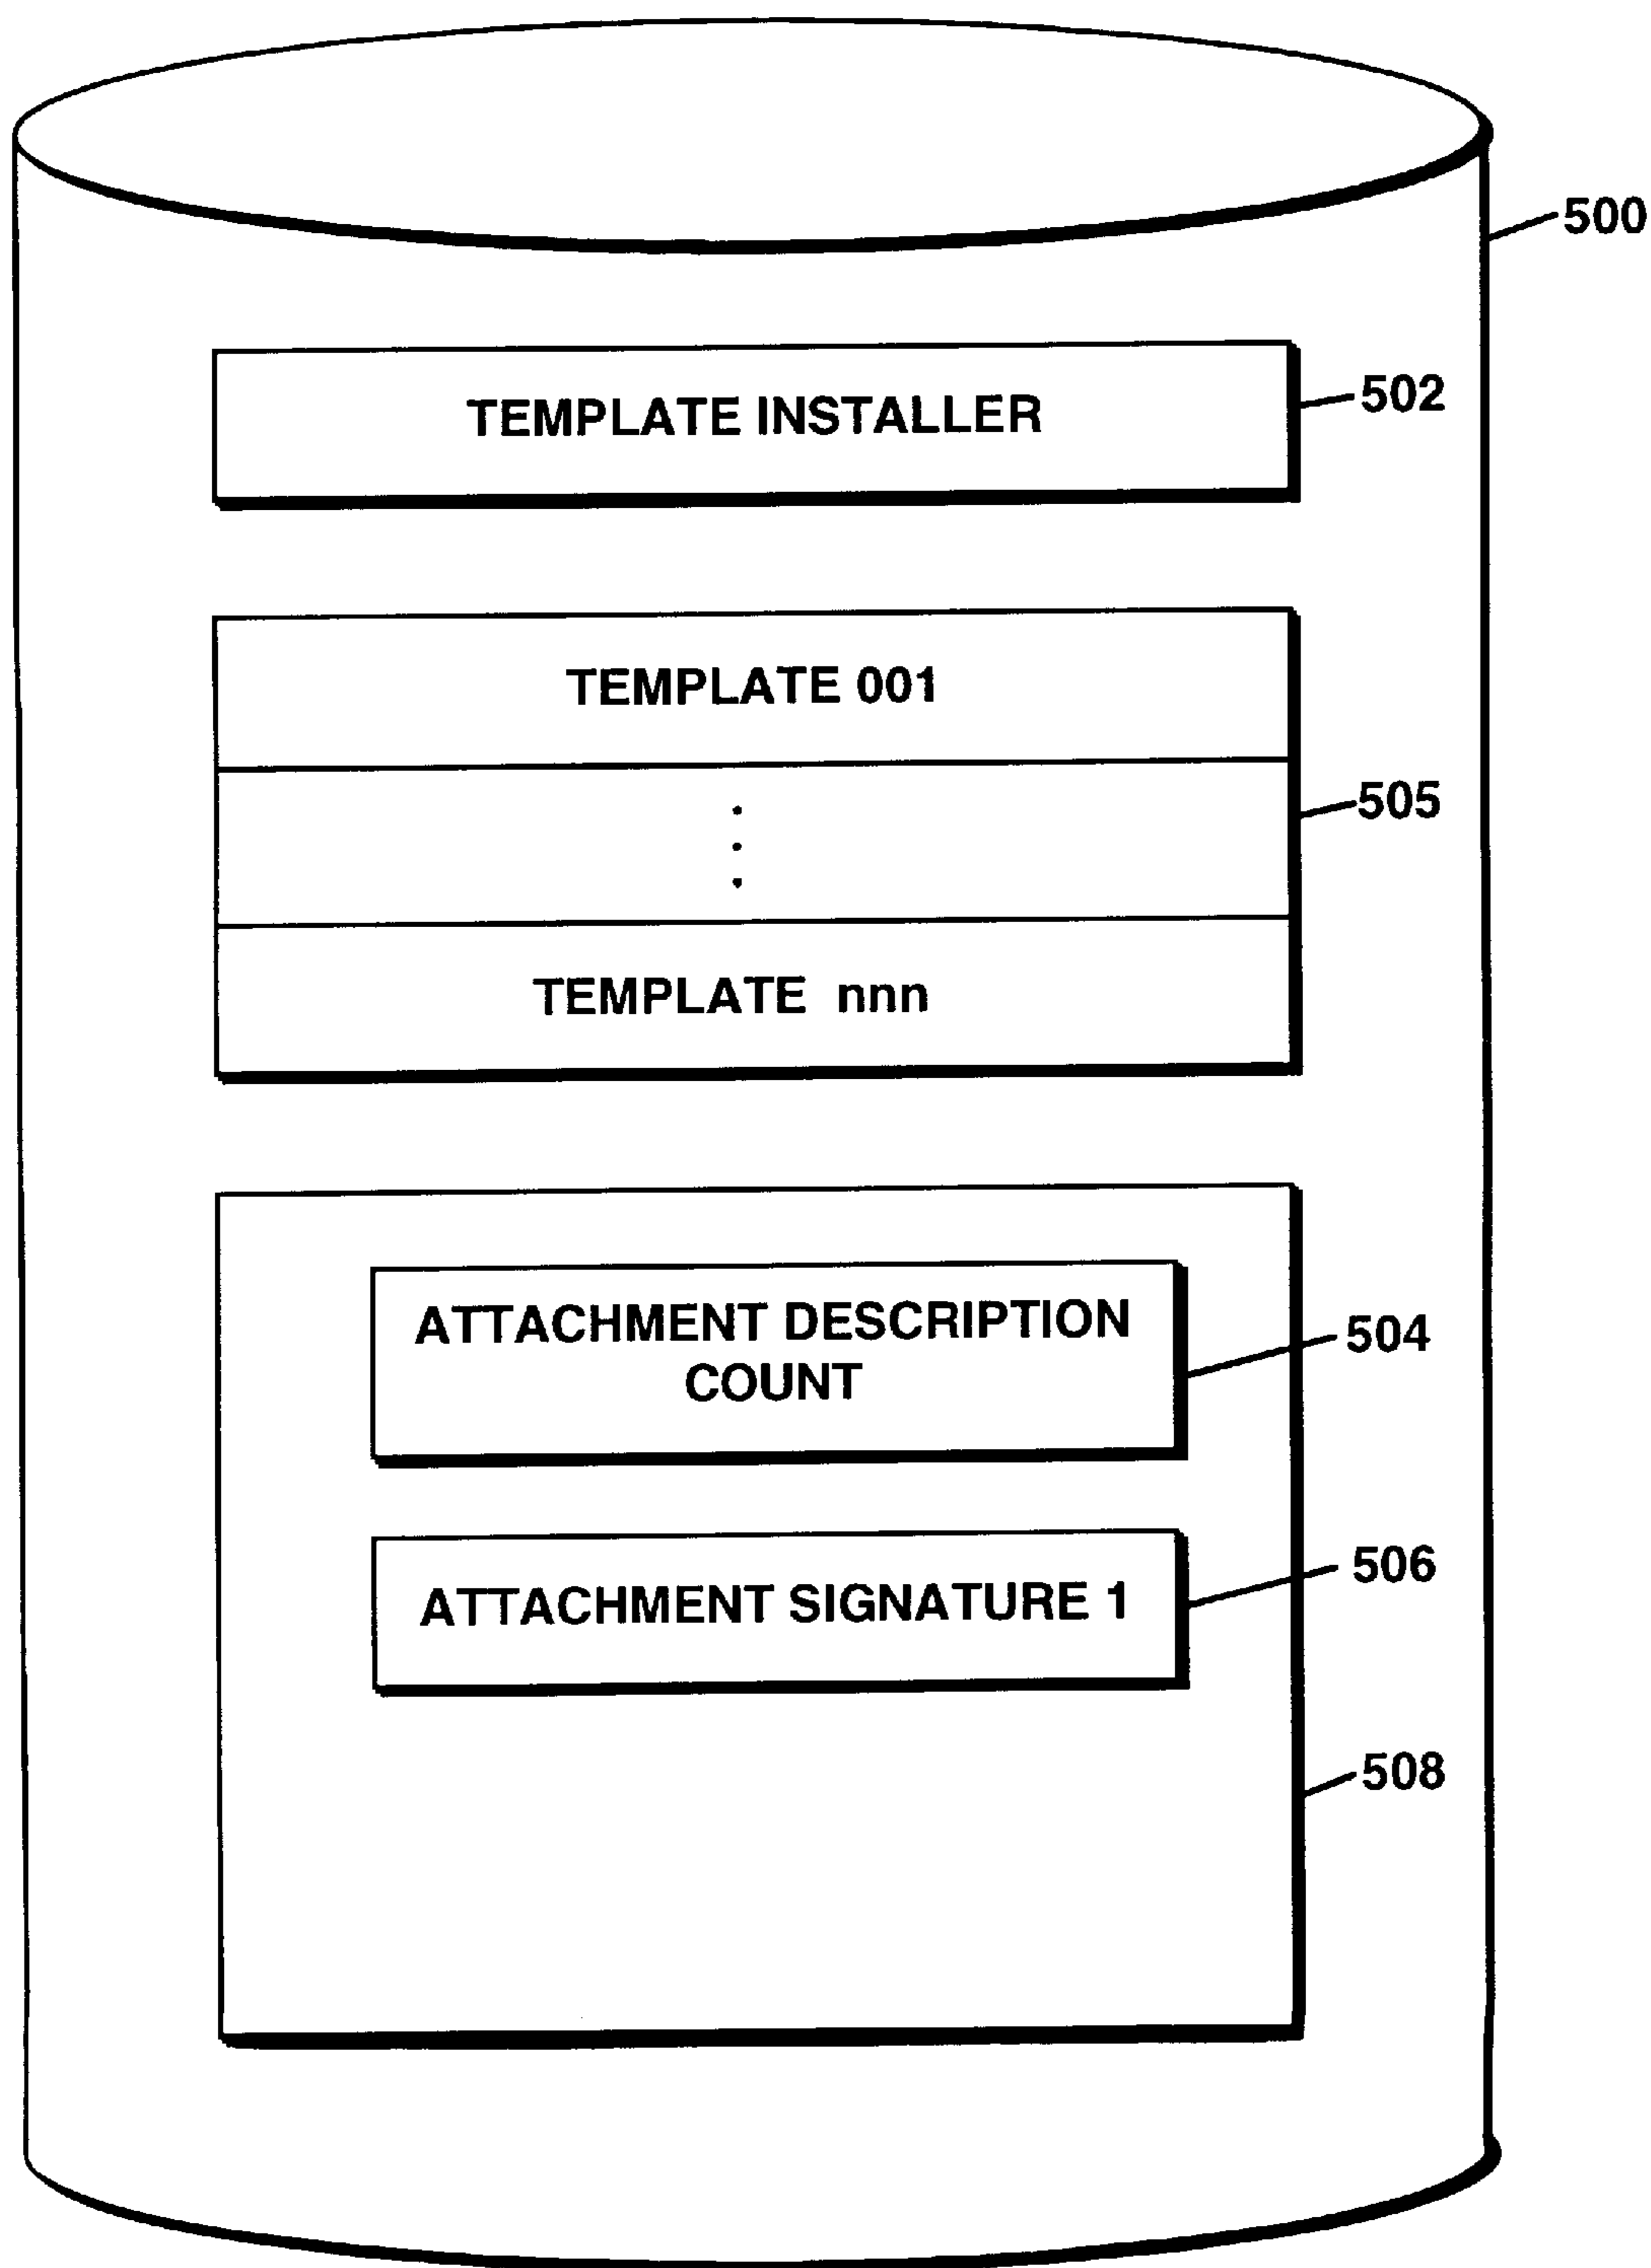 500
TEMPLATE INSTALLER
502
TEMPLATE 001
505
TEMPLATE nnn
ATTACHMENT DESCRIPTION
COUNT
504
ATTACHMENT SIGNATURE 1
506
508